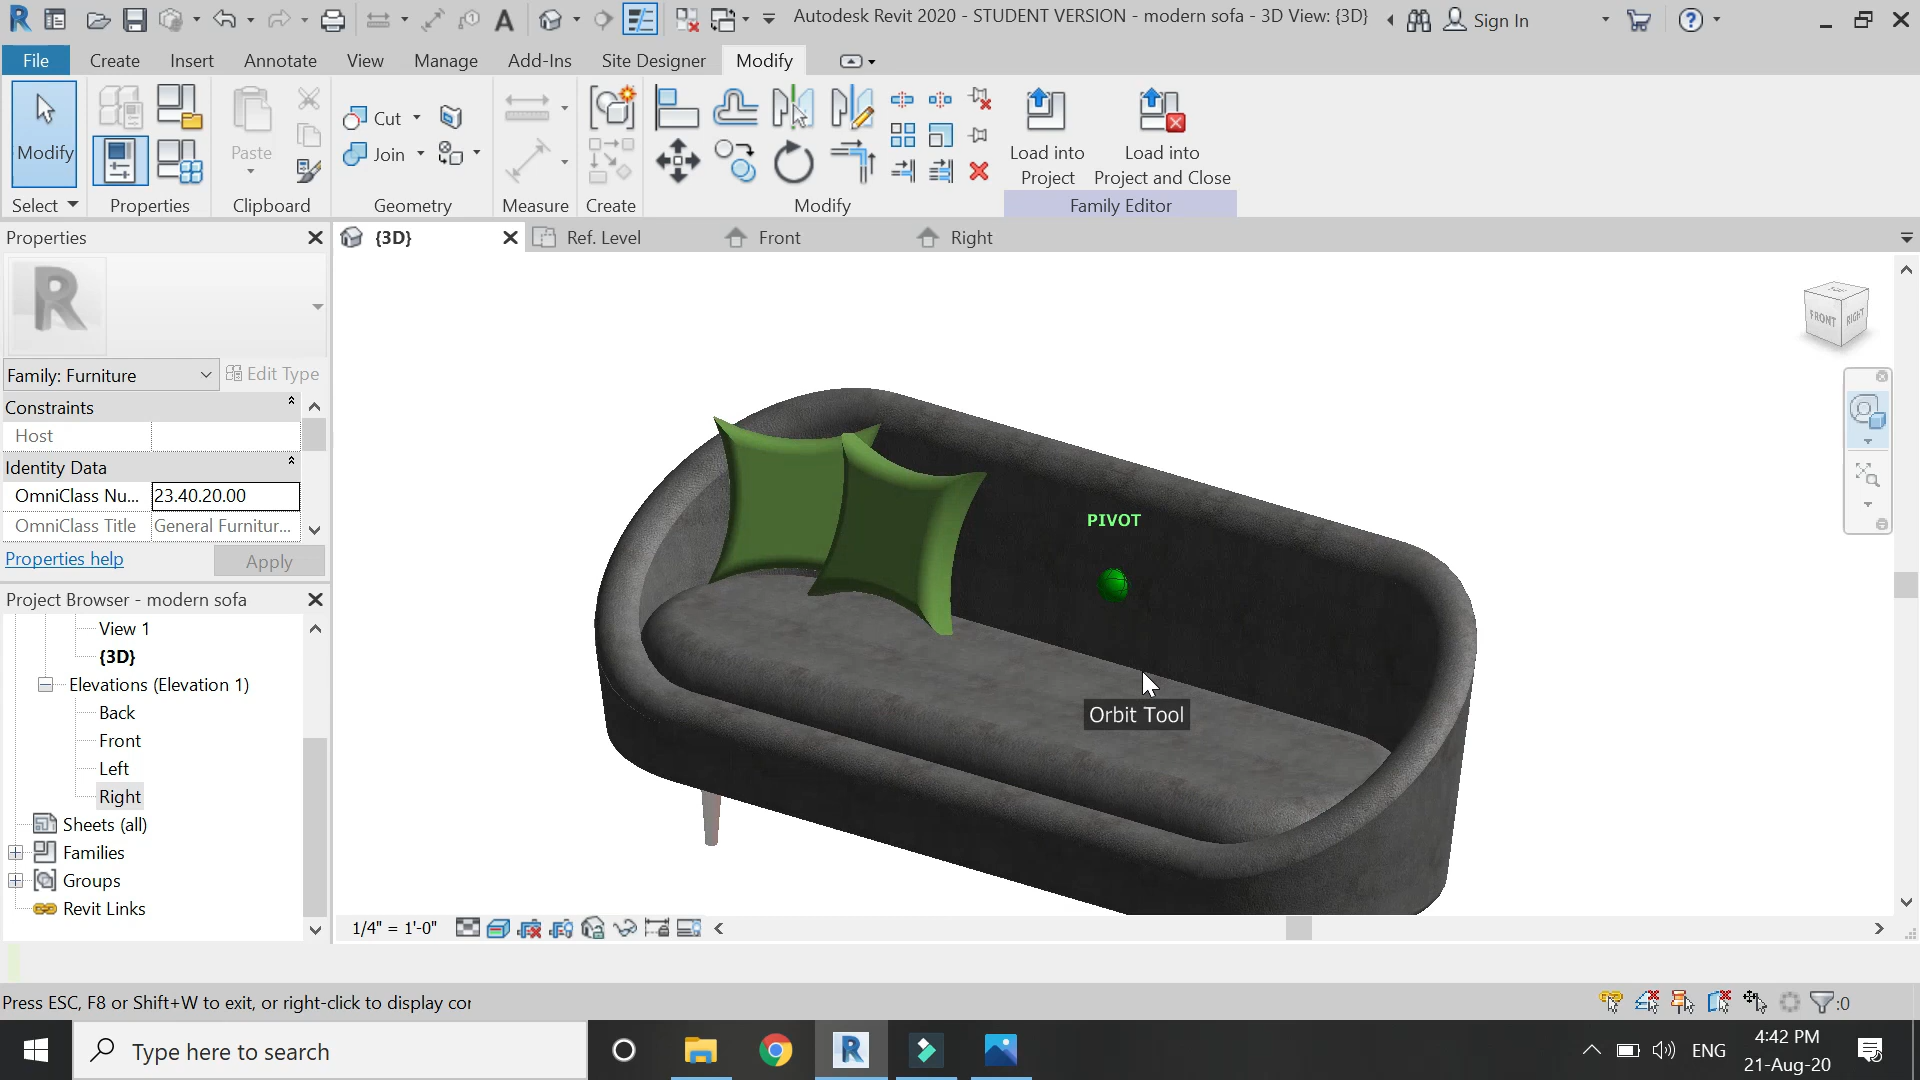 Autodesk Revit 2020 - STUDENT VERSION - modern sofa - 3D View: {3D}
Sign In
File
Create
Insert
Annotate
View
Manage
Add-Ins
Site Designer
Modify
Modify
Paste
Cut
Join
Load into
Project
Load into
Project and Close
Select
Properties
Clipboard
Geometry
Measure
Create
Modify
Family Editor
Properties
{3D}
Ref. Level
Front
Right
R
Family: Furniture
Edit Type
Constraints
Host
Identity Data
OmniClass Nu...
23.40.20.00
OmniClass Title
General Furnitur...
Properties help
Apply
Project Browser - modern sofa
View 1
{3D}
Elevations (Elevation 1)
Back
Front
Left
Right
Sheets (all)
Families
Groups
Revit Links
TOP
FRONT
RIGHT
PIVOT
Orbit Tool
1/4" = 1'-0"
Press ESC, F8 or Shift+W to exit, or right-click to display cor
:0
Type here to search
ENG
4:42 PM
21-Aug-20